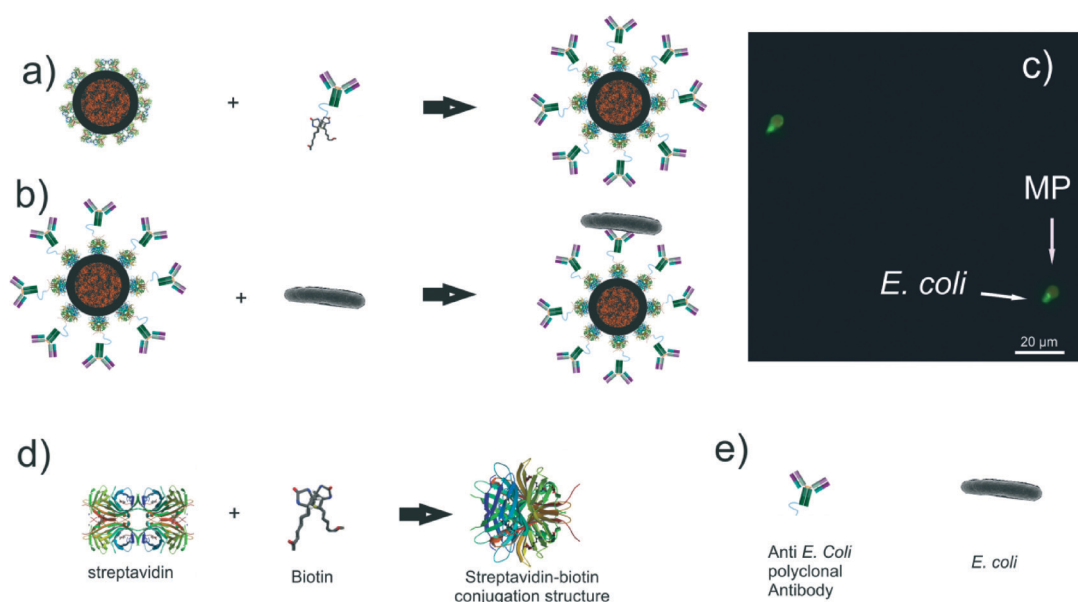 a)
+
b)
+
c)
MP
E. coli
20 µm
d)
+
streptavidin
Biotin
Streptavidin-biotin
conjugation structure
e)
Anti E. Coli
polyclonal
Antibody
E. coli